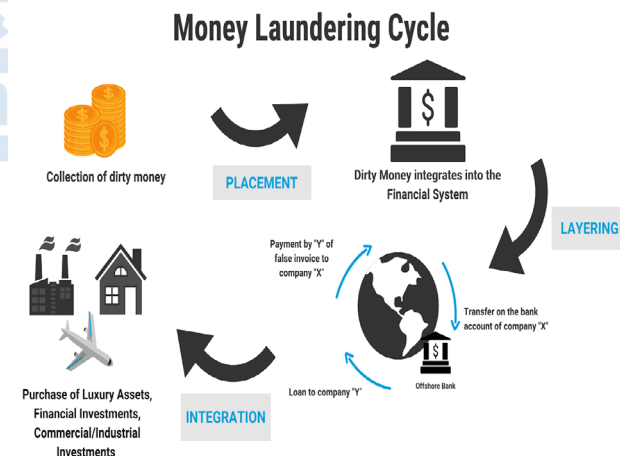 Money Laundering Cycle
Collection of dirty money
PLACEMENT
Dirty Money integrates into the
Financial System
LAYERING
Payment by "Y" of
false invoice to
company "X"
Transfer on the bank
account of company "X"
Offshore Bank
Loan to company "Y"
INTEGRATION
Purchase of Luxury Assets,
Financial Investments,
Commercial/Industrial
Investments